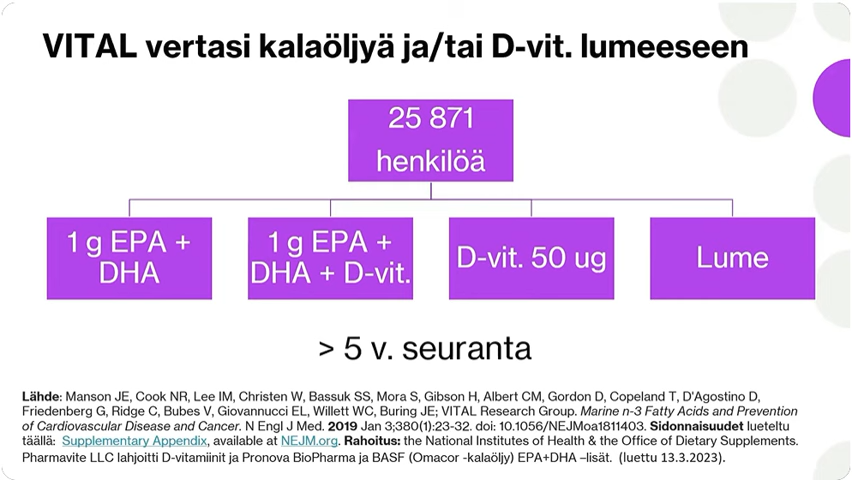 VITAL vertasi kalaöljyä ja/tai D-vit. lumeeseen
25 871
henkilöä
1 g EPA +
DHA
1 g EPA +
DHA + D-vit.
D-vit. 50 ug
Lume
> 5 v. seuranta
Lähde: Manson JE, Cook NR, Lee IM, Christen W, Bassuk SS, Mora S, Gibson H, Albert CM, Gordon D, Copeland T, D'Agostino D,
Friedenberg G, Ridge C, Bubes V, Giovannucci EL, Willett WC, Buring JE; VITAL Research Group. Marine n-3 Fatty Acids and Prevention
of Cardiovascular Disease and Cancer. N Engl J Med. 2019 Jan 3;380(1):23-32. doi: 10.1056/NEJMoa1811403. Sidonnaisuudet lueteltu
täällä: Supplementary Appendix, available at NEJM.org. Rahoitus: the National Institutes of Health & the Office of Dietary Supplements.
Pharmavite LLC lahjoitti D-vitamiinit ja Pronova BioPharma ja BASF (Omacor -kalaöljy) EPA+DHA –lisät. (luettu 13.3.2023).